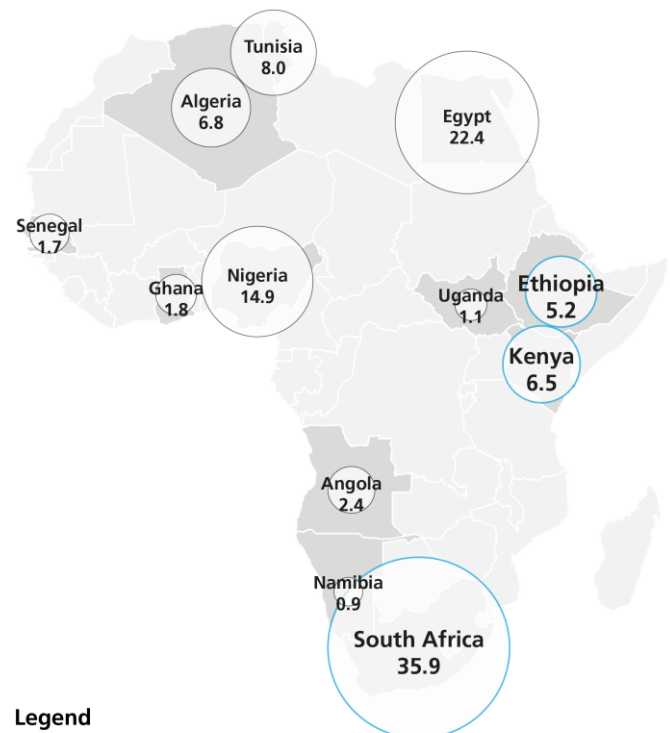 Tunisia
8.0
Algeria
6.8
Egypt
22.4
Senegal
1.7
Ghana
1.8
Nigeria
14.9
Uganda
1.1
Ethiopia
5.2
Kenya
6.5
Angola
2.4
Namibia
0.9
South Africa
35.9
Legend